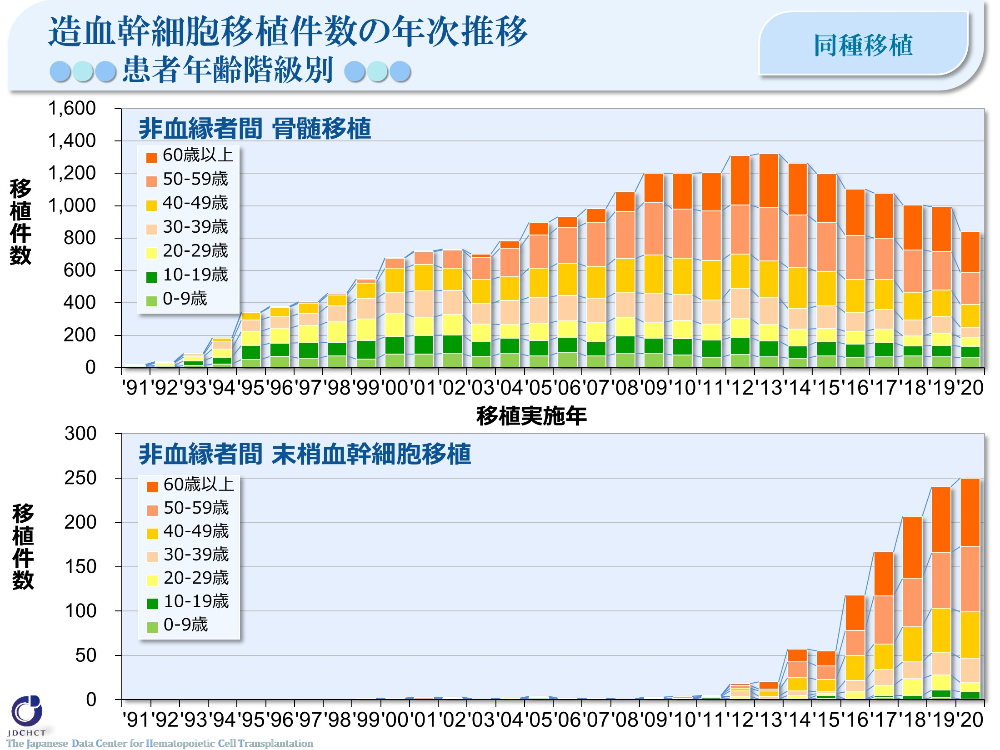 造血幹細胞移植件数の年次推移
患者年齢階級別
同種移植
非血縁者間 骨髄移植
移植件数
1,600
1,400
1,200
1,000
800
600
400
200
0
60歳以上
50-59歳
40-49歳
30-39歳
20-29歳
10-19歳
0-9歳
'91 '92 '93 '94 '95 '96 '97 '98 '99 '00 '01 '02 '03 '04 '05 '06 '07 '08 '09 '10 '11 '12 '13 '14 '15 '16 '17 '18 '19 '20
移植実施年
非血縁者間 末梢血幹細胞移植
移植件数
300
250
200
150
100
50
0
60歳以上
50-59歳
40-49歳
30-39歳
20-29歳
10-19歳
0-9歳
'91 '92 '93 '94 '95 '96 '97 '98 '99 '00 '01 '02 '03 '04 '05 '06 '07 '08 '09 '10 '11 '12 '13 '14 '15 '16 '17 '18 '19 '20
JDCHCT
The Japanese Data Center for Hematopoietic Cell Transplantation